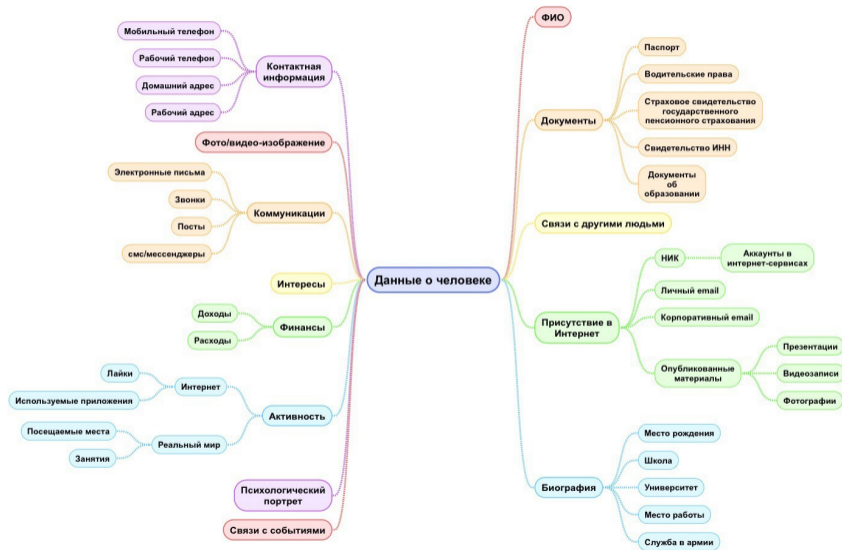 Данные о человеке
ФИО
Документы
Паспорт
Водительские права
Страховое свидетельство
государственного
пенсионного страхования
Свидетельство ИНН
Документы
об
образовании
Связи с другими людьми
Присутствие в
Интернет
НИК
Аккаунты в
интернет-сервисах
Личный email
Корпоративный email
Опубликованные
материалы
Презентации
Видеозаписи
Фотографии
Биография
Место рождения
Школа
Университет
Место работы
Служба в армии
Контактная
информация
Мобильный телефон
Рабочий телефон
Домашний адрес
Рабочий адрес
Фото/видео-изображение
Коммуникации
Электронные письма
Звонки
Посты
смс/мессенджеры
Интересы
Финансы
Доходы
Расходы
Активность
Интернет
Лайки
Используемые приложения
Реальный мир
Посещаемые места
Занятия
Психологический
портрет
Связи с событиями